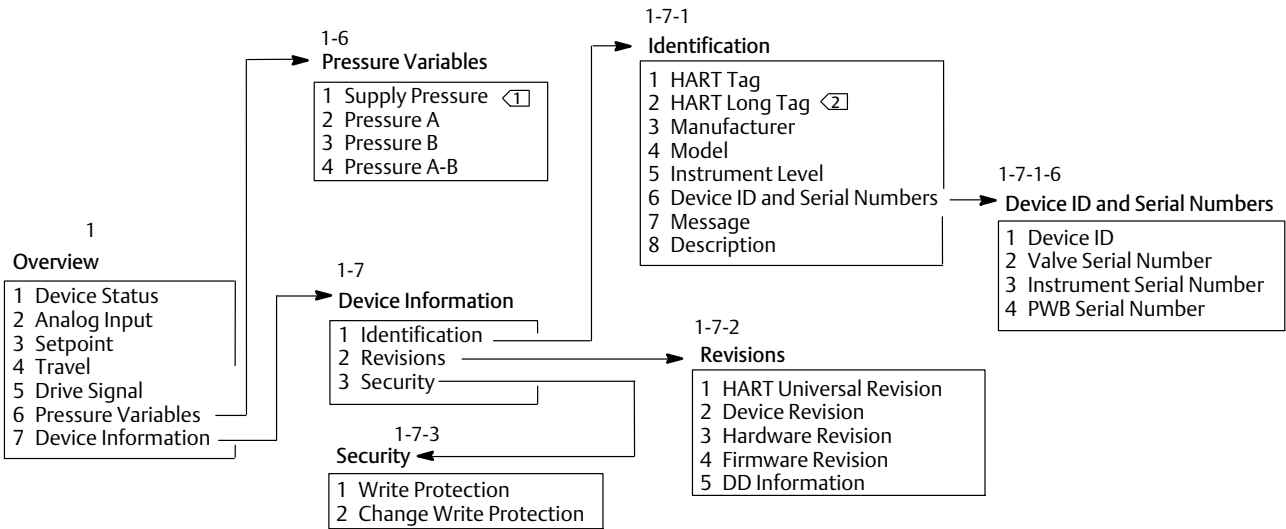 1
Overview
1 Device Status
2 Analog Input
3 Setpoint
4 Travel
5 Drive Signal
6 Pressure Variables
7 Device Information
1-6
Pressure Variables
1 Supply Pressure 1
2 Pressure A
3 Pressure B
4 Pressure A-B
1-7
Device Information
1 Identification
2 Revisions
3 Security
1-7-3
Security
1 Write Protection
2 Change Write Protection
1-7-1
Identification
1 HART Tag
2 HART Long Tag 2
3 Manufacturer
4 Model
5 Instrument Level
6 Device ID and Serial Numbers
7 Message
8 Description
1-7-2
Revisions
1 HART Universal Revision
2 Device Revision
3 Hardware Revision
4 Firmware Revision
5 DD Information
1-7-1-6
Device ID and Serial Numbers
1 Device ID
2 Valve Serial Number
3 Instrument Serial Number
4 PWB Serial Number